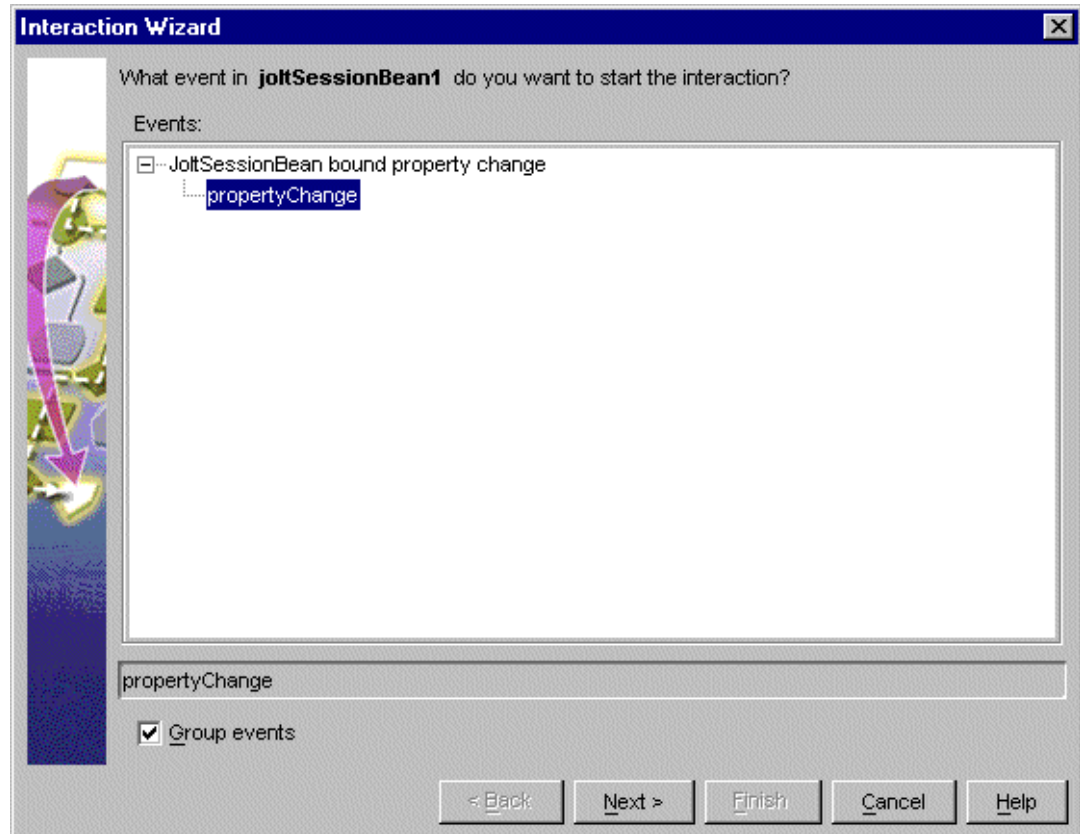 Interaction Wizard
What event in joltSessionBean1 do you want to start the interaction?
Events:
JoltSessionBean bound property change
propertyChange
propertyChange
Group events
< Back Next > Finish Cancel Help